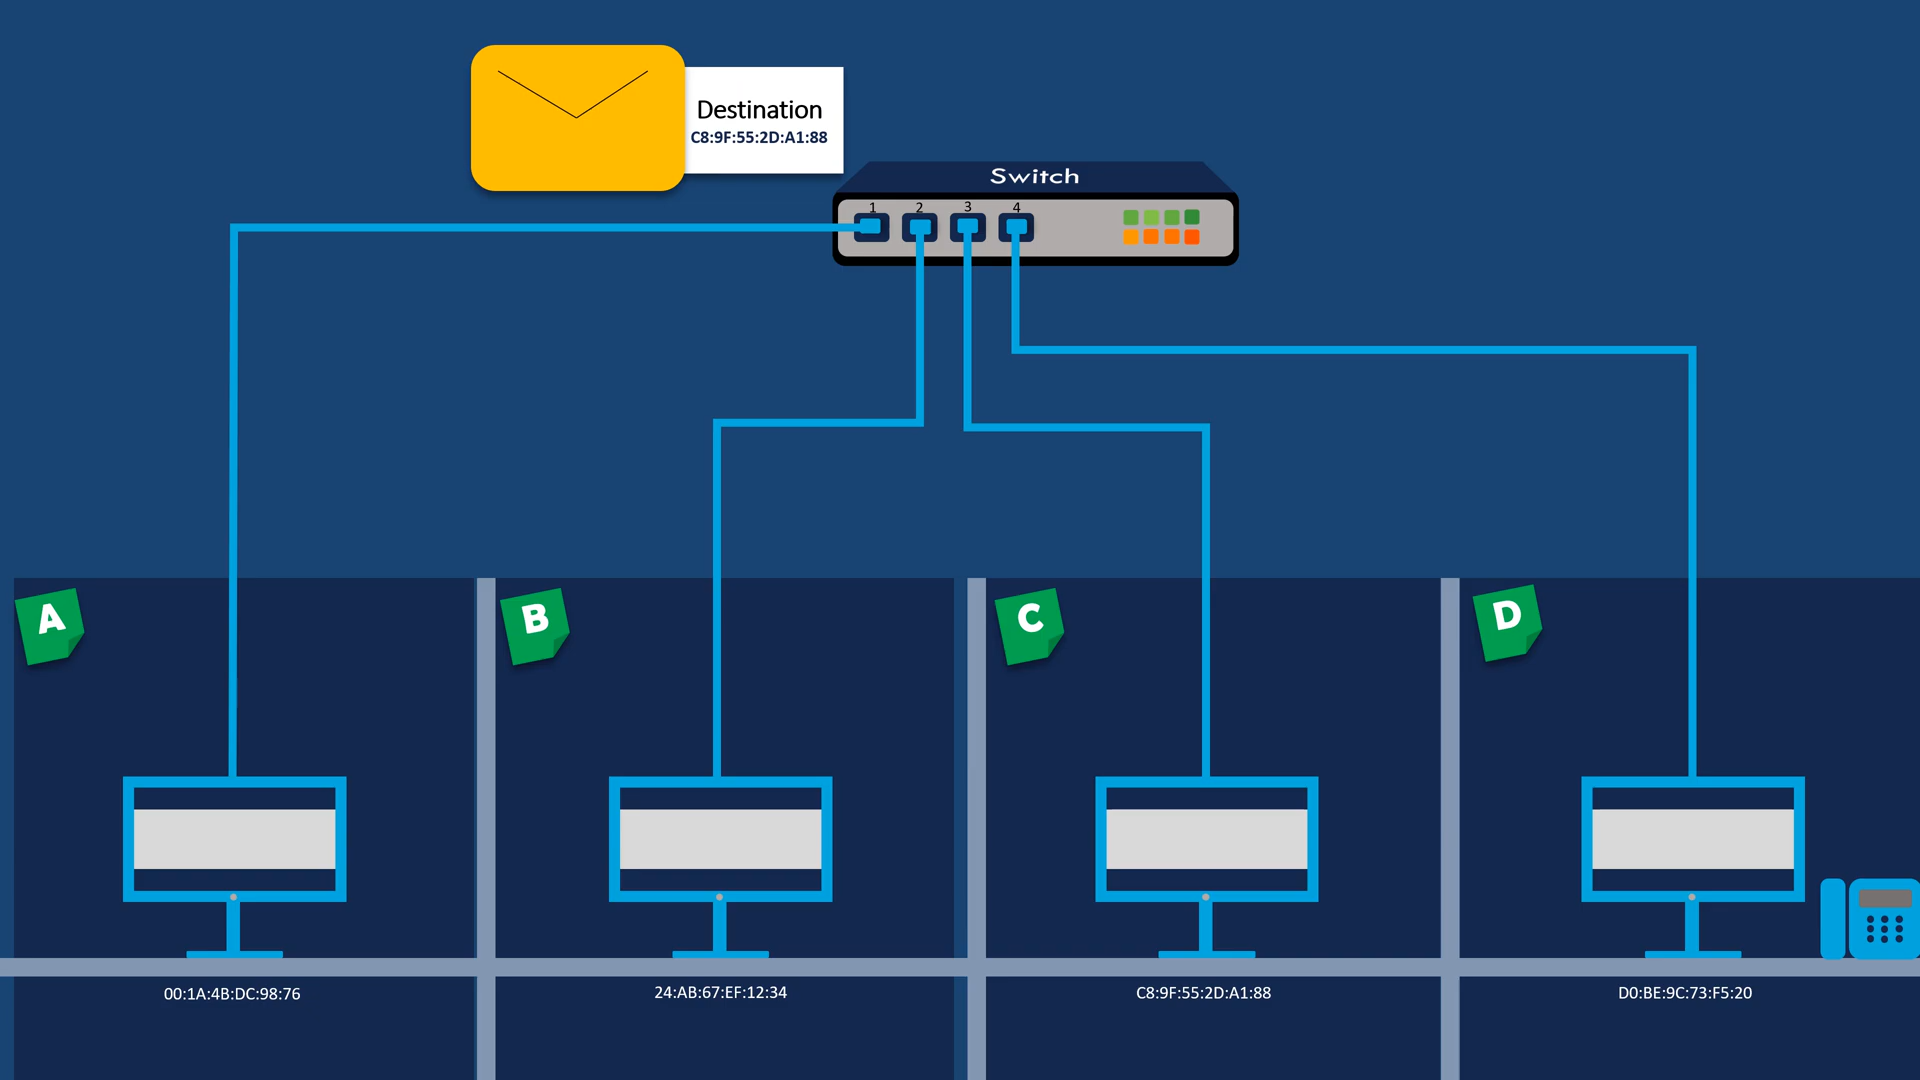 Destination
C8:9F:55:2D:A1:88
Switch
1 2 3 4
A
B
C
D
00:1A:4B:DC:98:76
24:AB:67:EF:12:34
C8:9F:55:2D:A1:88
D0:BE:9C:73:F5:20